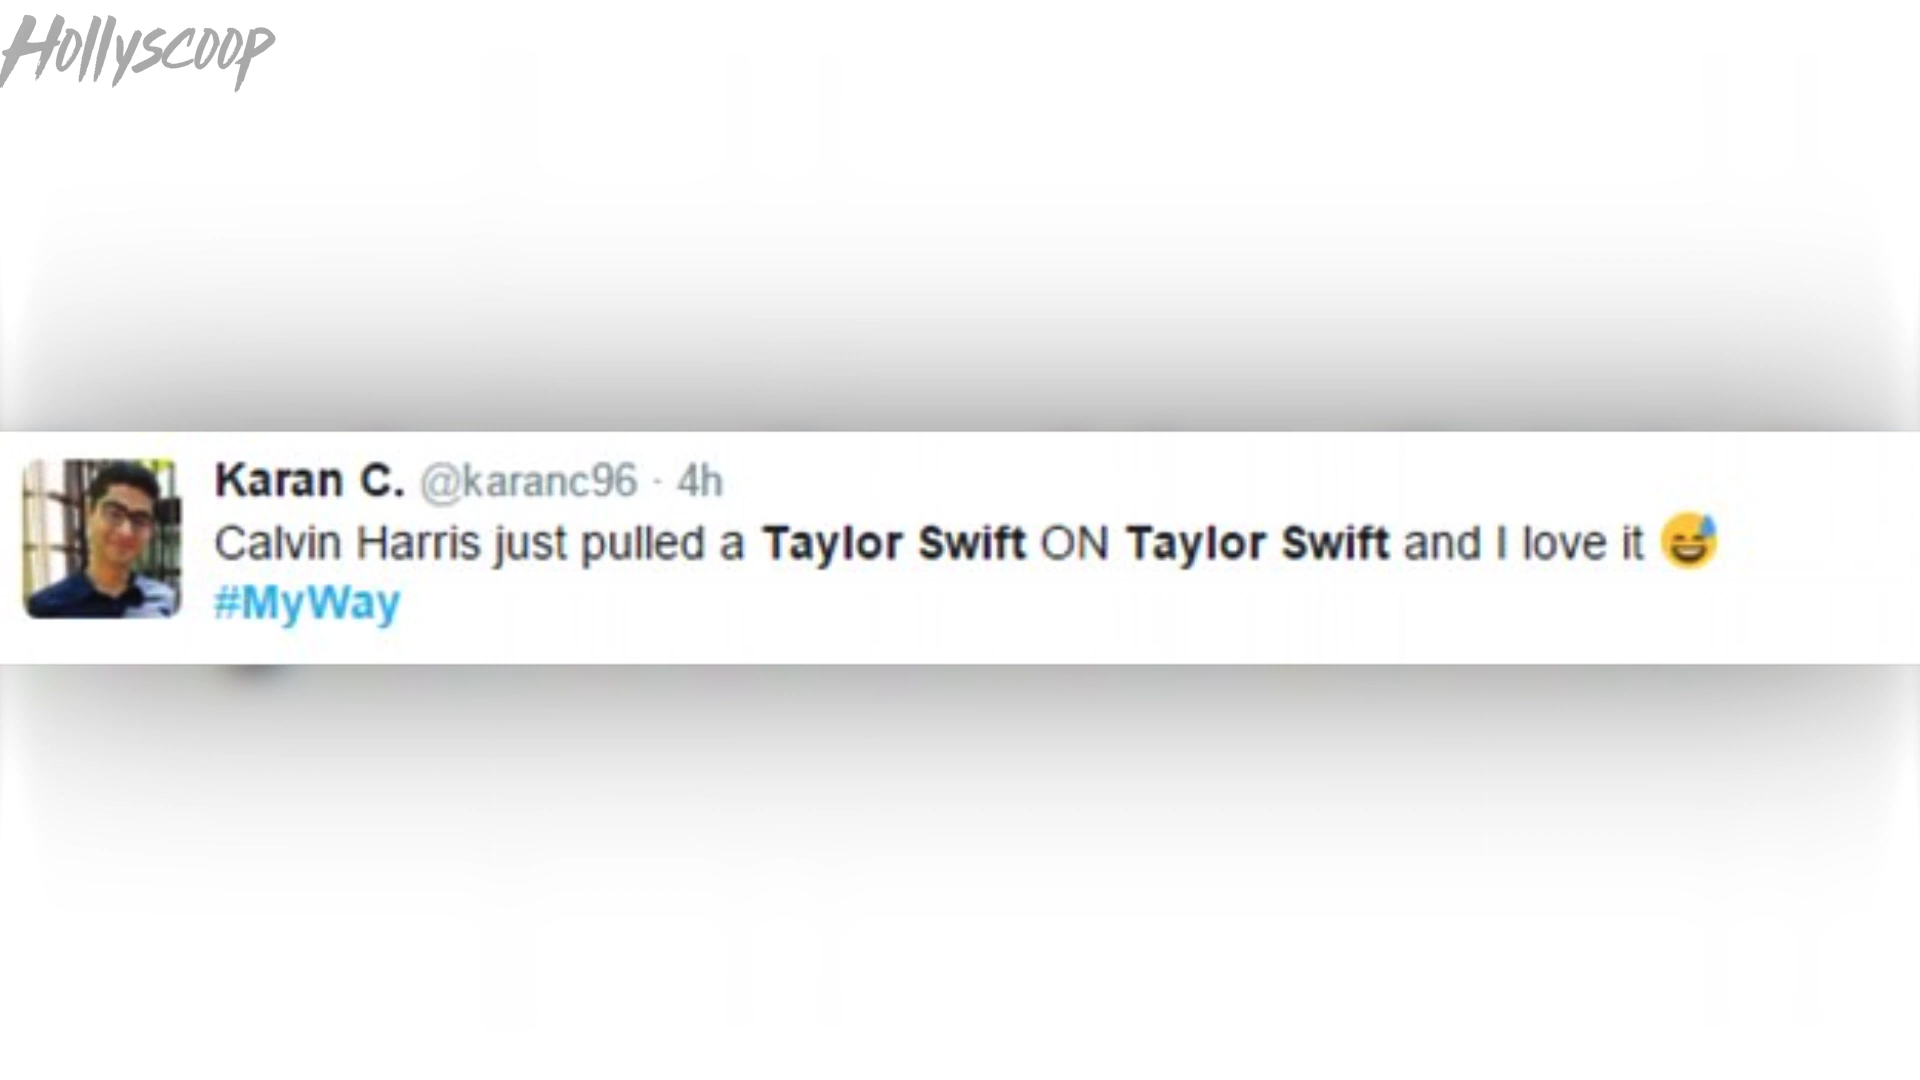 Hollyscoop
Karan C. @karanc96 · 4h
Calvin Harris just pulled a Taylor Swift ON Taylor Swift and I love it 😅
#MyWay